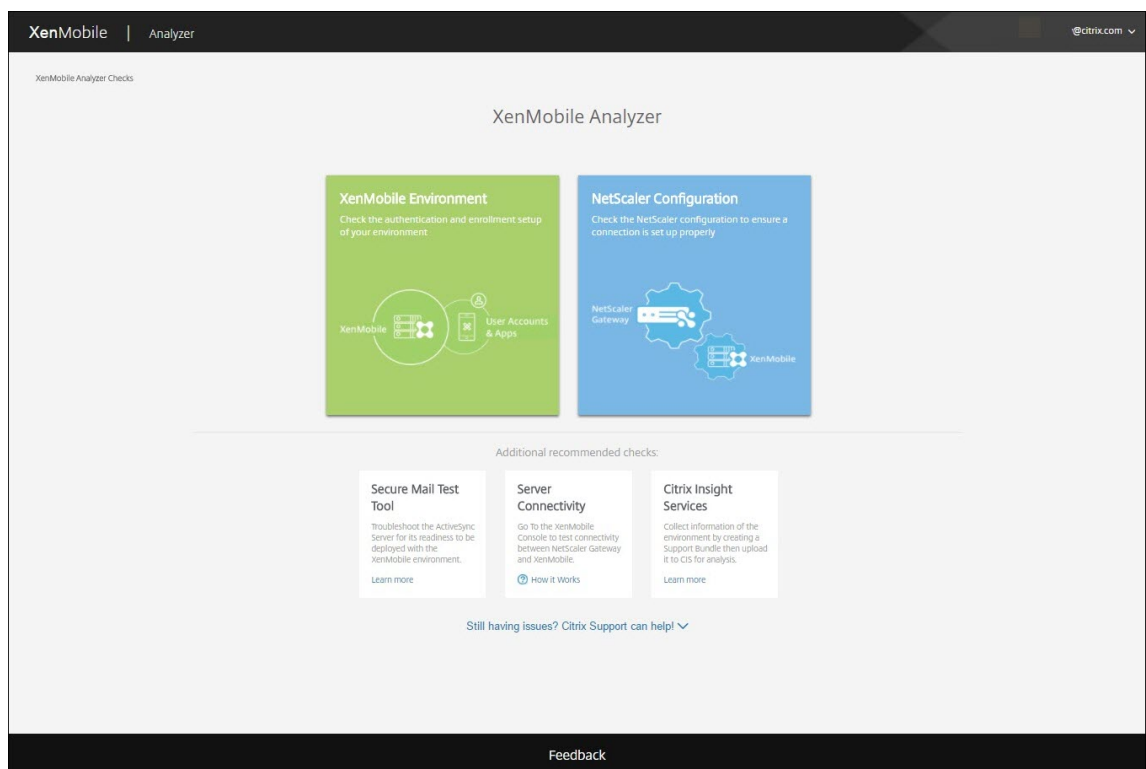 XenMobile | Analyzer
@citrix.com
XenMobile Analyzer Checks
XenMobile Analyzer
XenMobile Environment
Check the authentication and enrollment setup
of your environment
XenMobile
User Accounts
& Apps
NetScaler Configuration
Check the NetScaler configuration to ensure a
connection is set up properly
NetScaler
Gateway
XenMobile
Additional recommended checks:
Secure Mail Test
Tool
Troubleshoot the ActiveSync
Server for its readiness to be
deployed with the
XenMobile environment.
Learn more
Server
Connectivity
Go To the XenMobile
Console to test connectivity
between NetScaler Gateway
and XenMobile.
How it Works
Citrix Insight
Services
Collect information of the
environment by creating a
Support Bundle then upload
it to CIS for analysis.
Learn more
Still having issues? Citrix Support can help!
Feedback